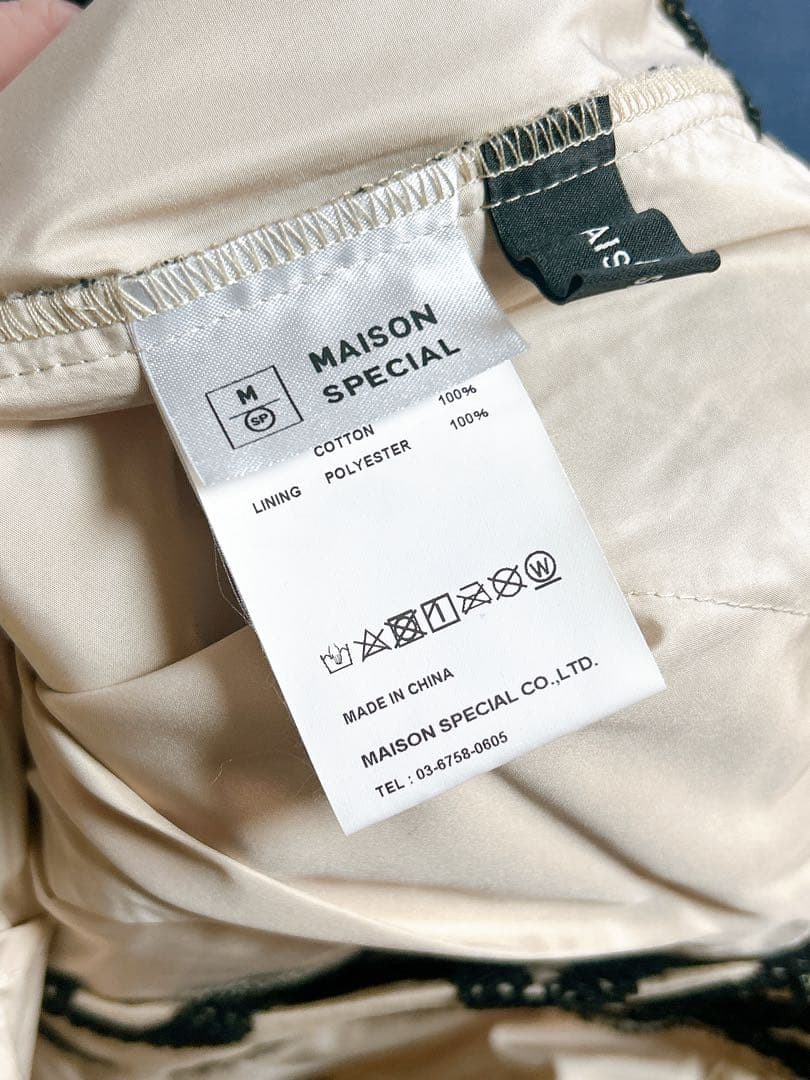 AIS
MAISON
SPECIAL
M
SP
COTTON 100%
LINING POLYESTER 100%
W
MADE IN CHINA
MAISON SPECIAL CO.,LTD.
TEL : 03-6758-0605